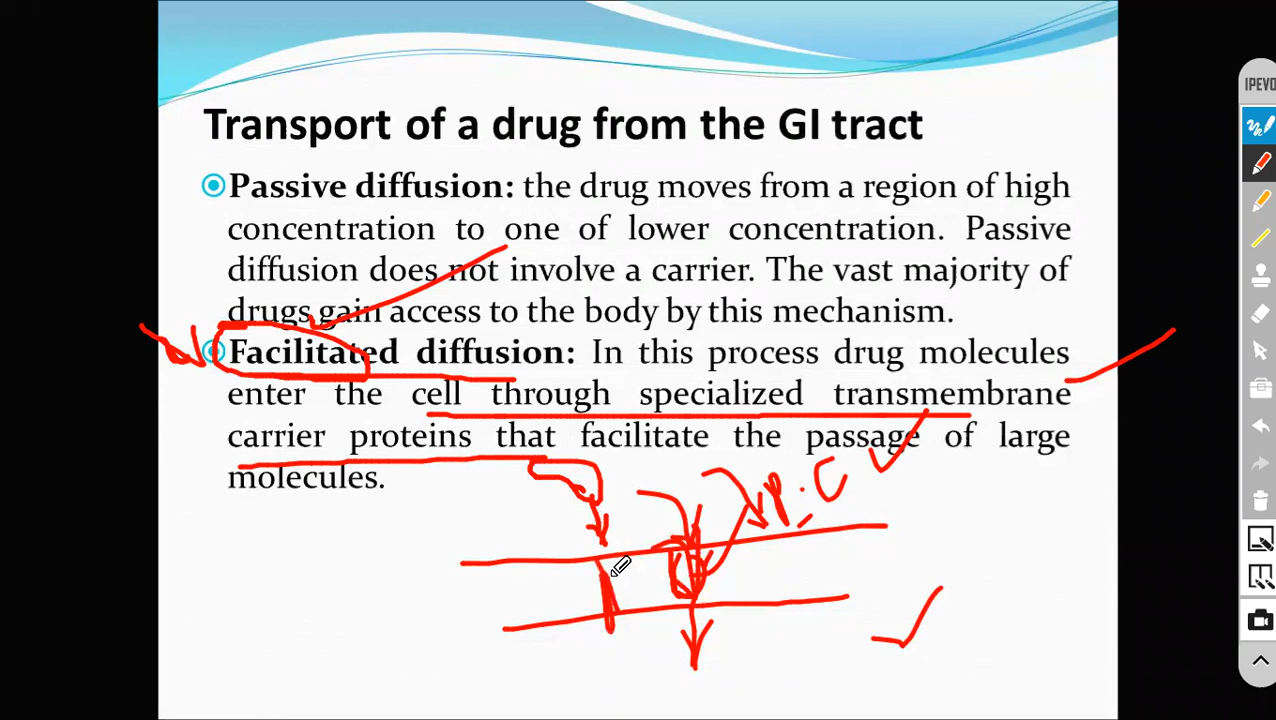 Transport of a drug from the GI tract
Passive diffusion: the drug moves from a region of high
concentration to one of lower concentration. Passive
diffusion does not involve a carrier. The vast majority of
drugs gain access to the body by this mechanism.
Facilitated diffusion: In this process drug molecules
enter the cell through specialized transmembrane
carrier proteins that facilitate the passage of large
molecules.
P.C
IPEVO